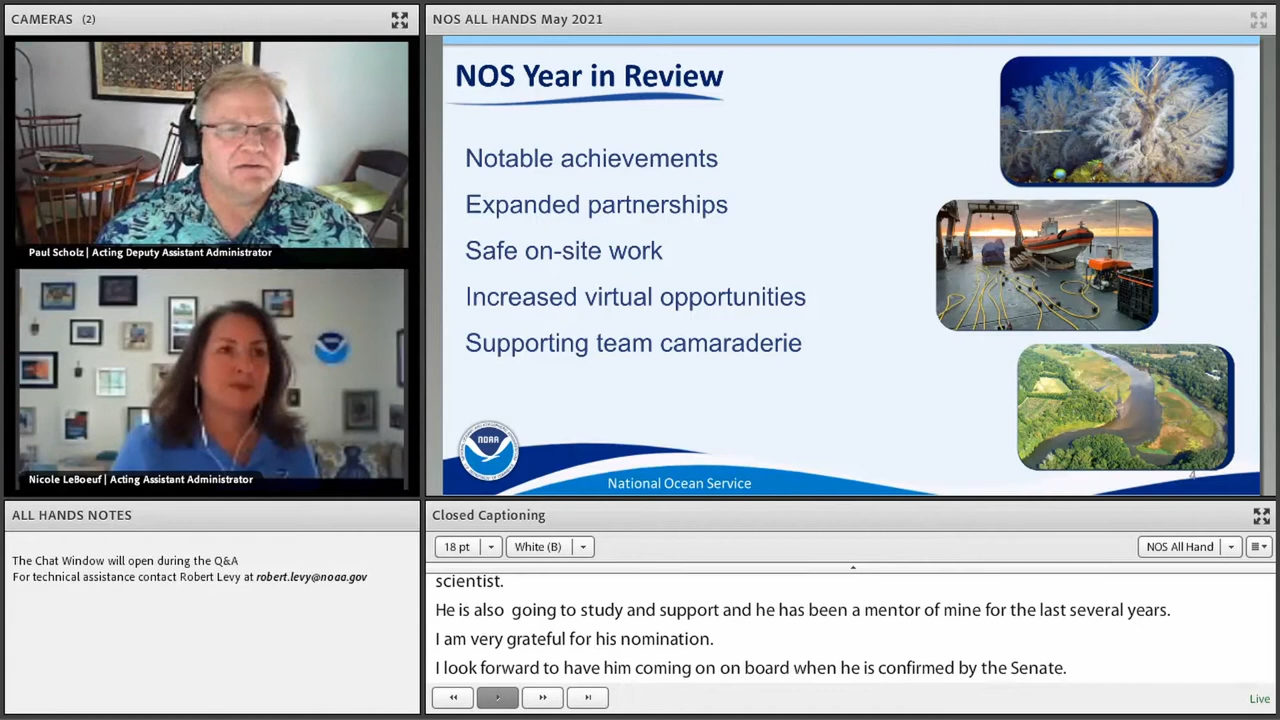 CAMERAS (2)
Paul Scholz | Acting Deputy Assistant Administrator
Nicole LeBoeuf | Acting Assistant Administrator
NOS ALL HANDS May 2021
NOS Year in Review
Notable achievements
Expanded partnerships
Safe on-site work
Increased virtual opportunities
Supporting team camaraderie
NOAA
National Ocean Service
4
ALL HANDS NOTES
The Chat Window will open during the Q&A
For technical assistance contact Robert Levy at robert.levy@noaa.gov
Closed Captioning
18 pt
White (B)
NOS All Hand
scientist.
He is also going to study and support and he has been a mentor of mine for the last several years.
I am very grateful for his nomination.
I look forward to have him coming on on board when he is confirmed by the Senate.
Live